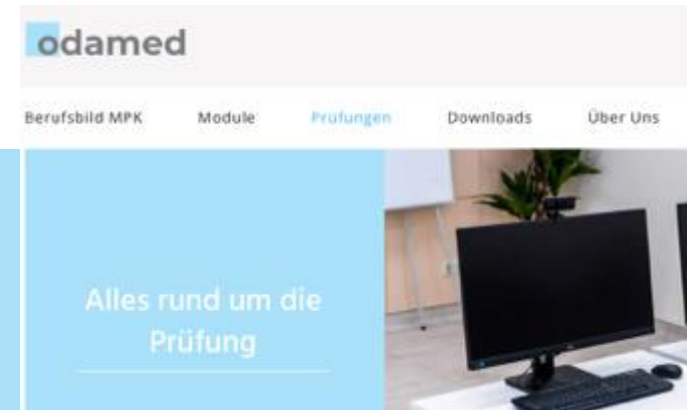 odamed
Berufsbild MPK Module Prüfungen Downloads Über Uns
Alles rund um die
Prüfung